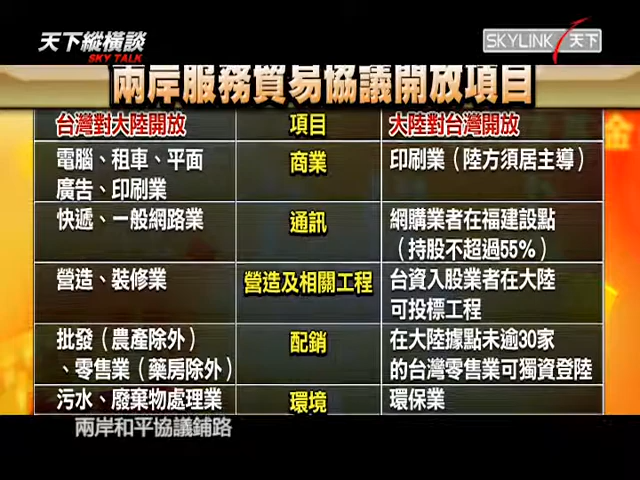 天下縱橫談
SKY TALK
SKYLINK 天下
兩岸服務貿易協議開放項目
台灣對大陸開放 項目 大陸對台灣開放
金
電腦、租車、平面
廣告、印刷業
商業
印刷業（陸方須居主導）
快遞、一般網路業
通訊
網購業者在福建設點
（持股不超過55%）
營造、裝修業
營造及相關工程
台資入股業者在大陸
可投標工程
批發（農產除外）
、零售業（藥房除外）
配銷
在大陸據點未逾30家
的台灣零售業可獨資登陸
污水、廢棄物處理業
環境
環保業
兩岸和平協議鋪路